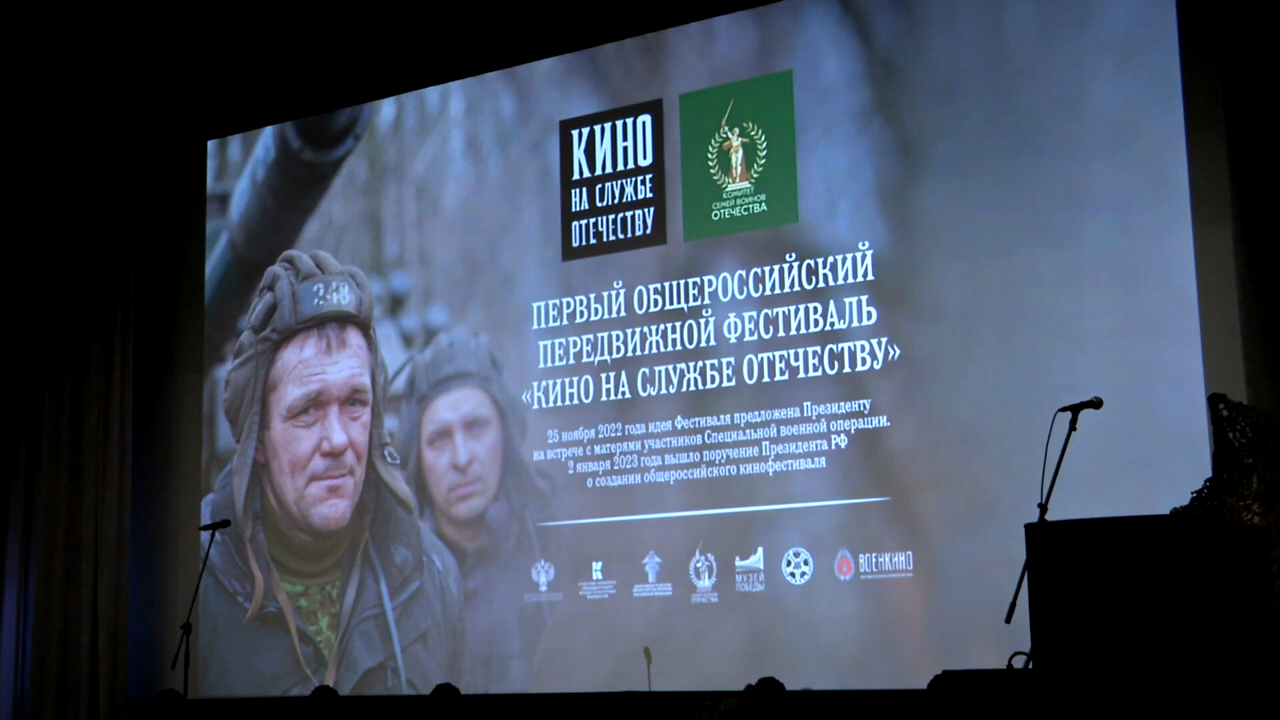 КИНО
НА СЛУЖБЕ
ОТЕЧЕСТВУ
КОМИТЕТ
СЕМЕЙ ВОИНОВ
ОТЕЧЕСТВА
248
ПЕРВЫЙ ОБЩЕРОССИЙСКИЙ
ПЕРЕДВИЖНОЙ ФЕСТИВАЛЬ
«КИНО НА СЛУЖБЕ ОТЕЧЕСТВУ»
25 ноября 2022 года идея Фестиваля предложена Президенту
на встрече с матерями участников Специальной военной операции.
2 января 2023 года вышло поручение Президента РФ
о создании общероссийского кинофестиваля
ОТЕЧЕСТВА
МУЗЕЙ
ПОБЕДЫ
ВОЕНКИНО